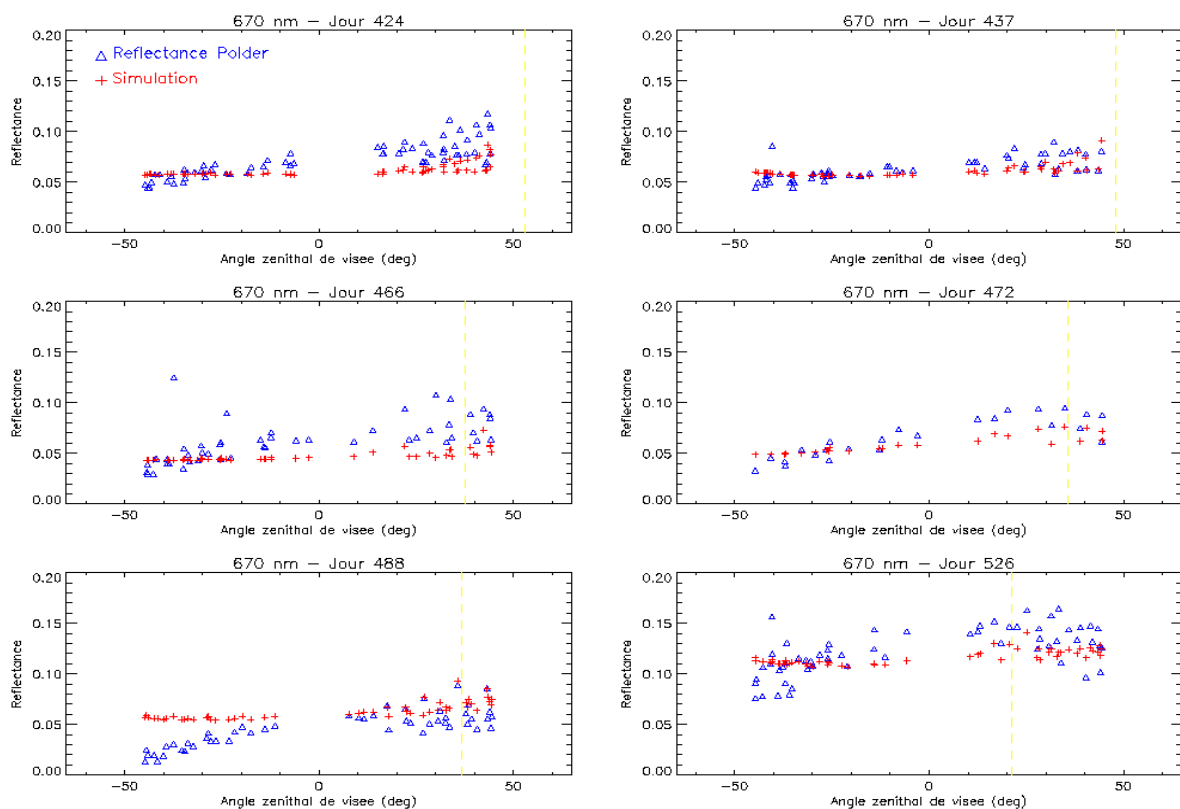 670 nm — Jour 424
0.20
0.15
0.10
0.05
0.00
Reflectance
Reflectance Polder
Simulation
−50
0
50
Angle zenîthal de visee (deg)
670 nm — Jour 437
0.20
0.15
0.10
0.05
0.00
Reflectance
−50
0
50
Angle zenîthal de visee (deg)
670 nm — Jour 466
0.20
0.15
0.10
0.05
0.00
Reflectance
−50
0
50
Angle zenîthal de visee (deg)
670 nm — Jour 472
0.20
0.15
0.10
0.05
0.00
Reflectance
−50
0
50
Angle zenîthal de visee (deg)
670 nm — Jour 488
0.20
0.15
0.10
0.05
0.00
Reflectance
−50
0
50
Angle zenîthal de visee (deg)
670 nm — Jour 526
0.20
0.15
0.10
0.05
0.00
Reflectance
−50
0
50
Angle zenîthal de visee (deg)